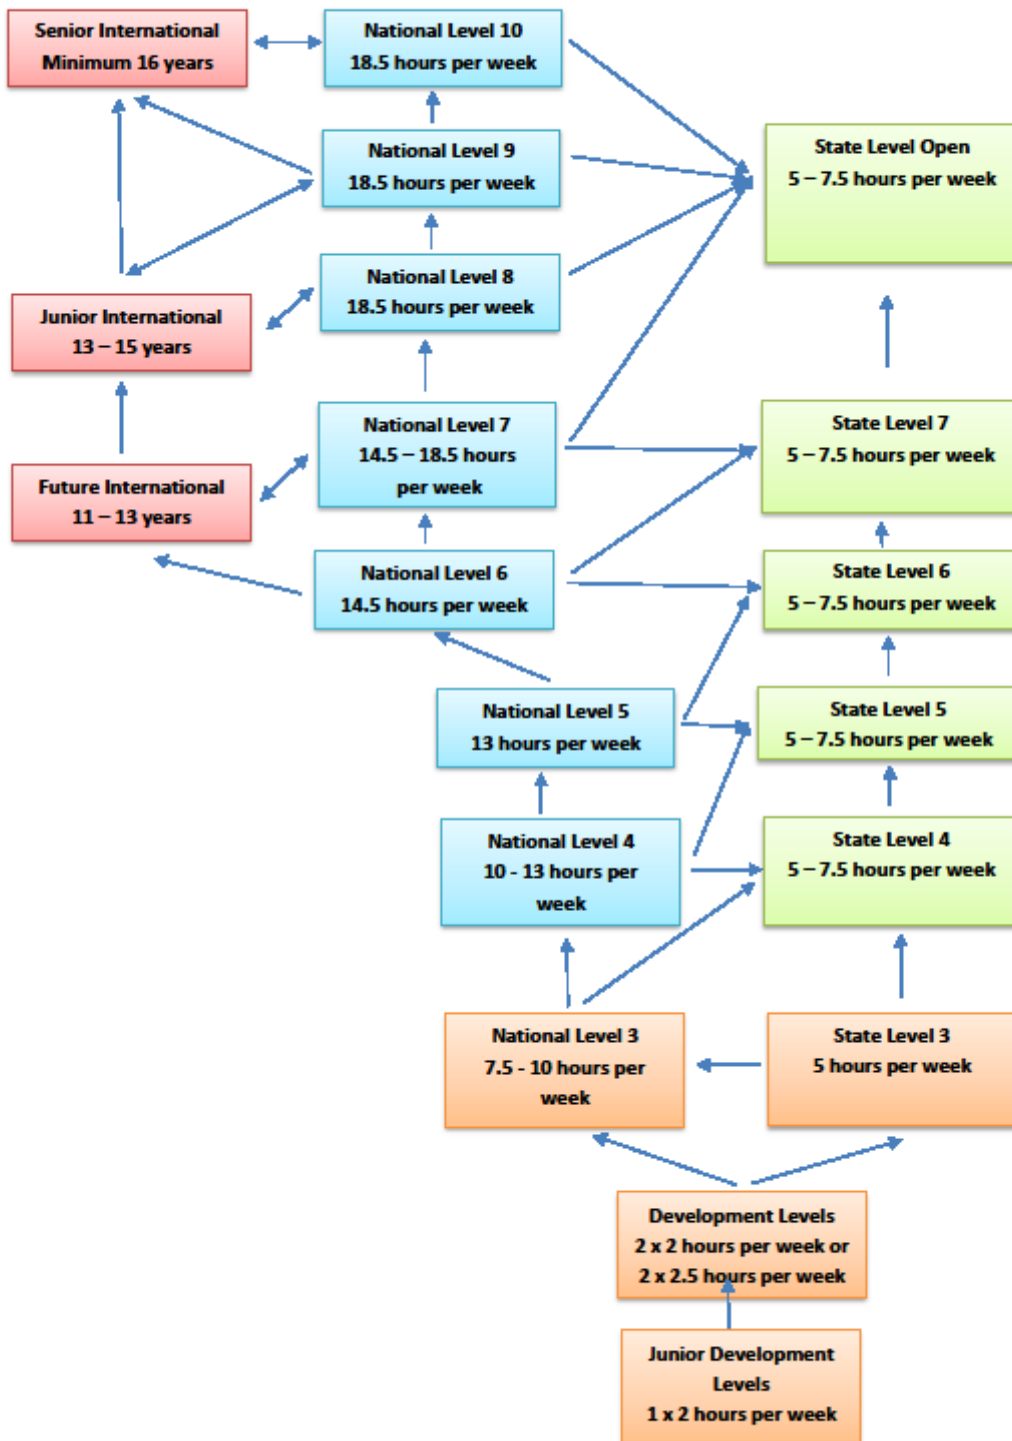 Senior International
Minimum 16 years
National Level 10
18.5 hours per week
National Level 9
18.5 hours per week
State Level Open
5 – 7.5 hours per week
National Level 8
18.5 hours per week
Junior International
13 – 15 years
National Level 7
14.5 – 18.5 hours
per week
State Level 7
5 – 7.5 hours per week
Future International
11 – 13 years
National Level 6
14.5 hours per week
State Level 6
5 – 7.5 hours per week
National Level 5
13 hours per week
State Level 5
5 – 7.5 hours per week
National Level 4
10 - 13 hours per
week
State Level 4
5 – 7.5 hours per week
National Level 3
7.5 - 10 hours per
week
State Level 3
5 hours per week
Development Levels
2 x 2 hours per week or
2 x 2.5 hours per week
Junior Development
Levels
1 x 2 hours per week